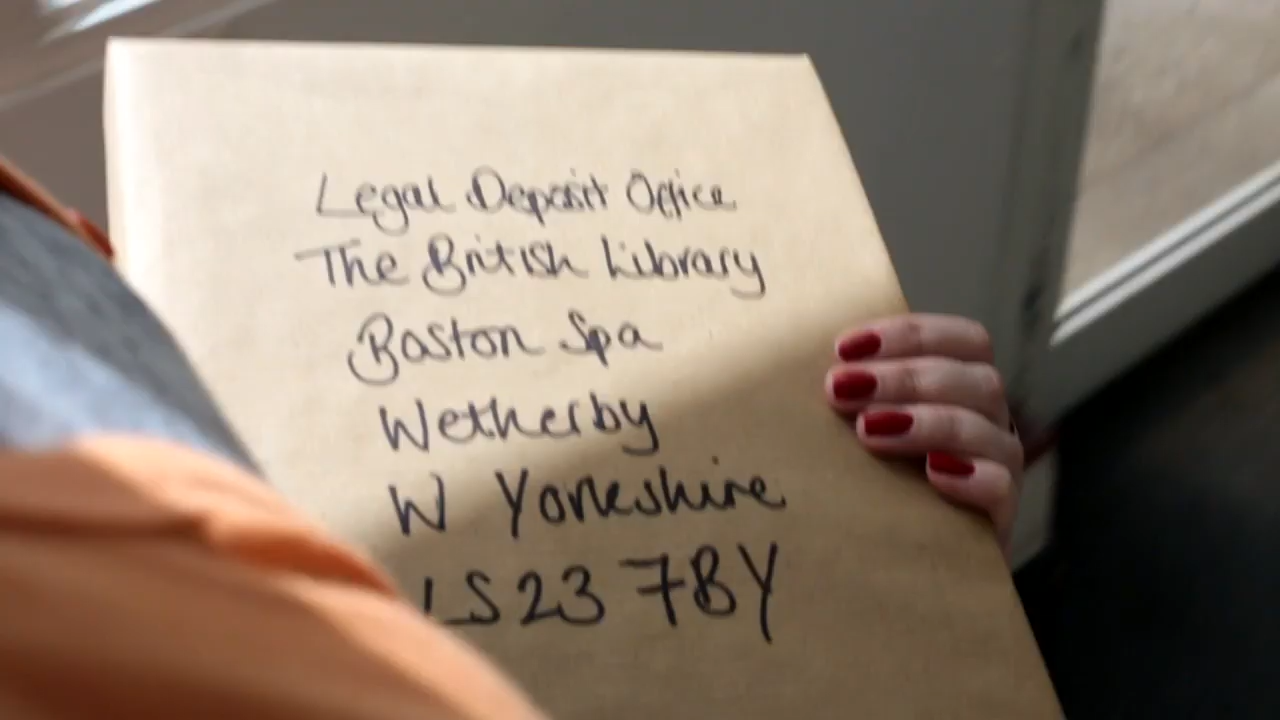 Legal Deposit Office
The British Library
Boston Spa
Wetherby
W Yorkshire
LS23 7BY